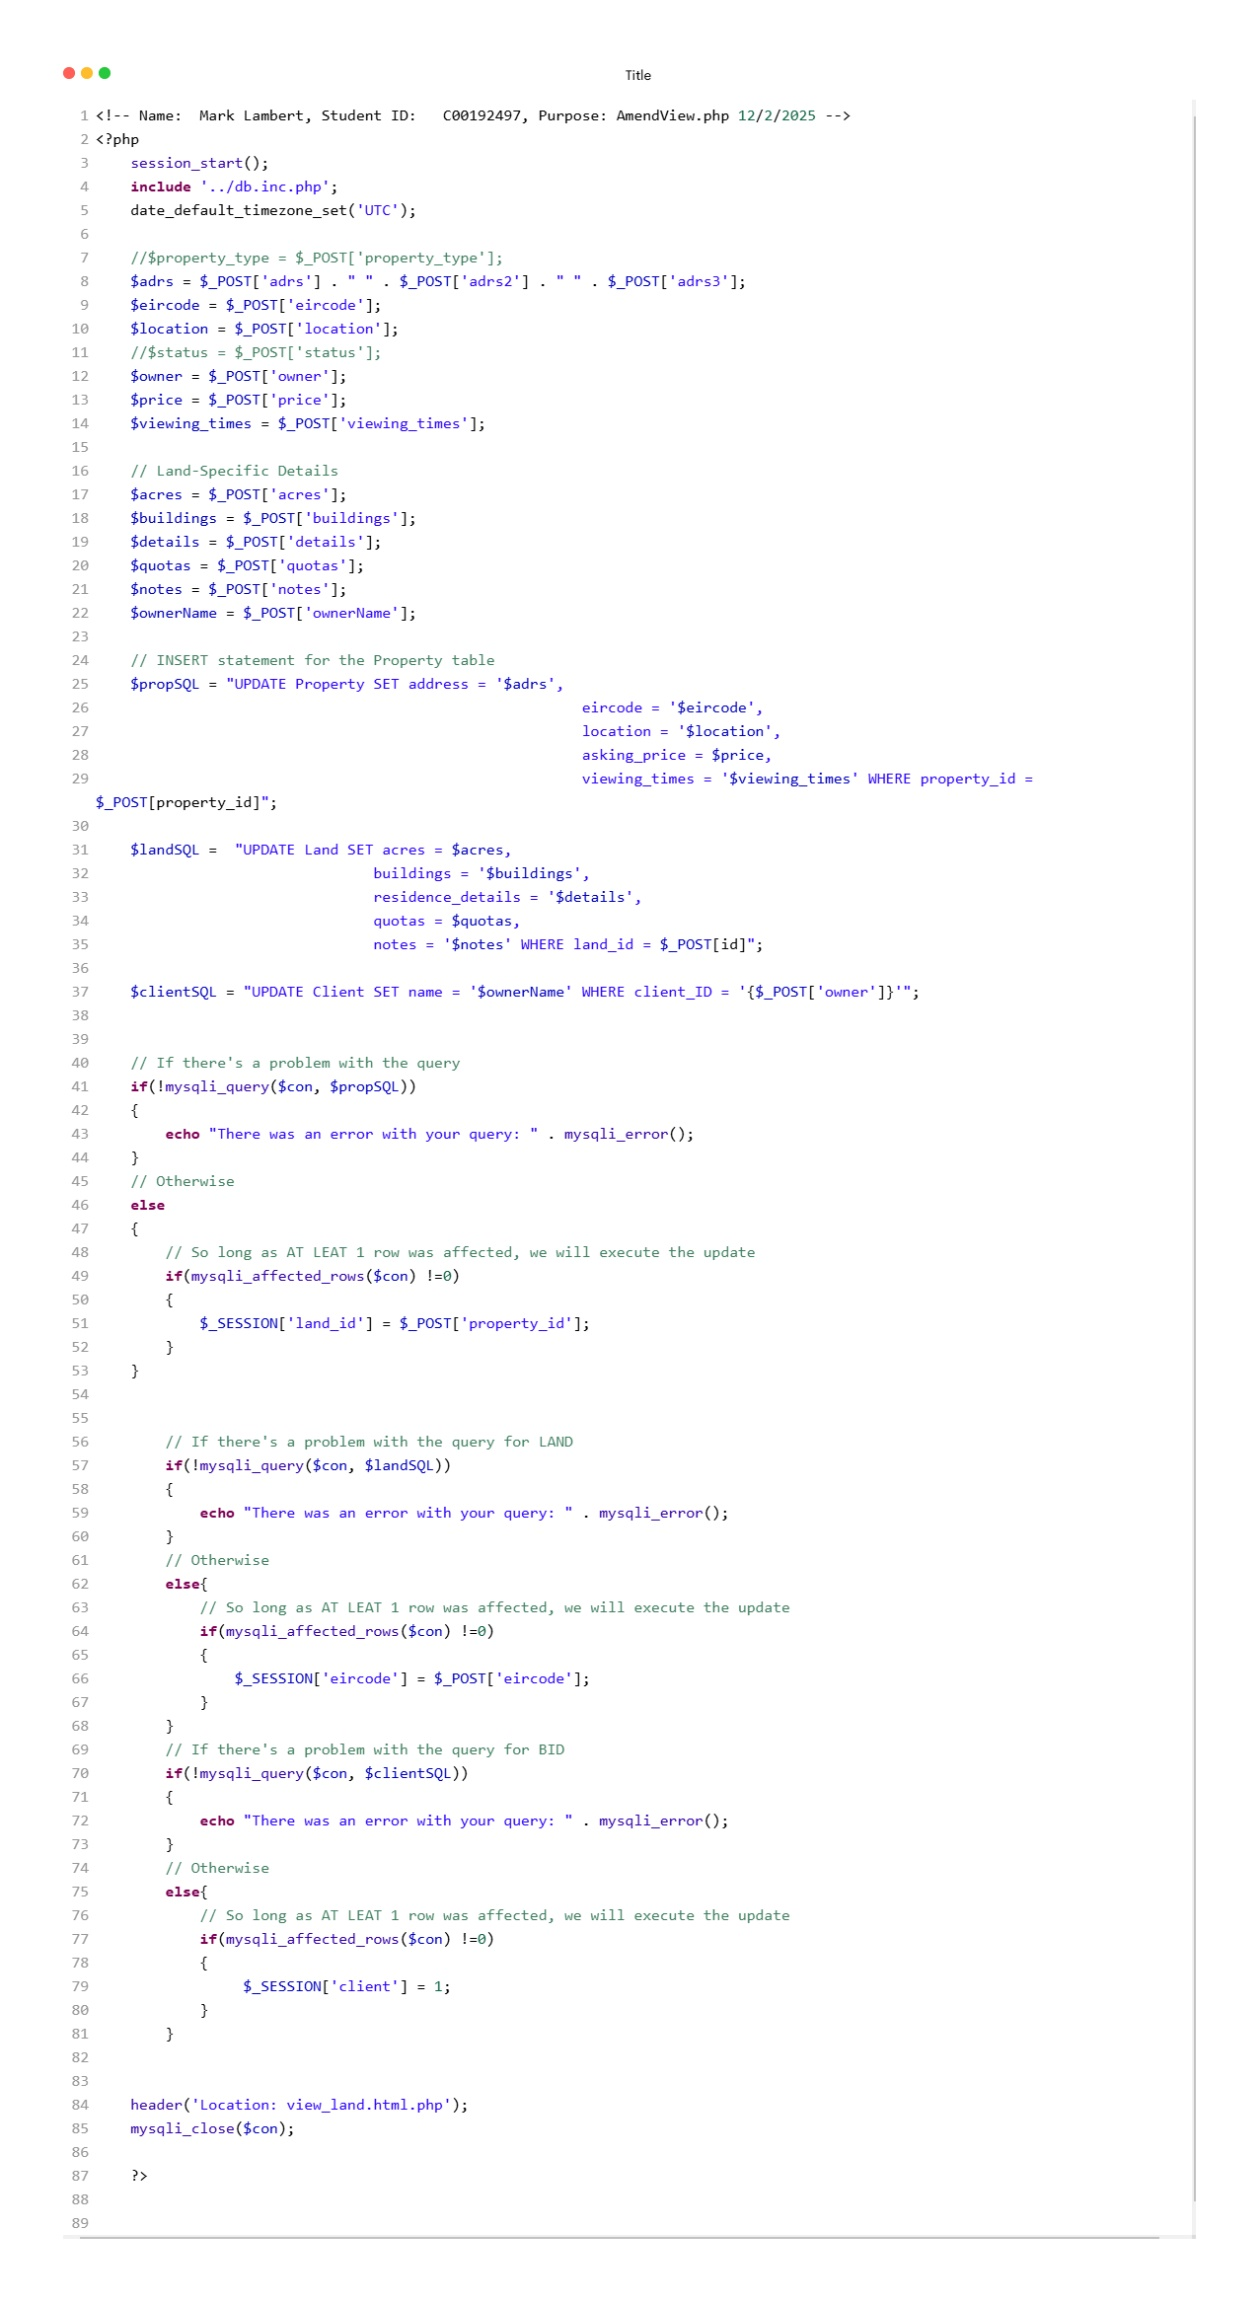 Title
1 <!-- Name:  Mark Lambert, Student ID:   C00192497, Purpose: AmendView.php 12/2/2025 -->
2 <?php
3     session_start();
4     include '../db.inc.php';
5     date_default_timezone_set('UTC');
6
7     //$property_type = $_POST['property_type'];
8     $adrs = $_POST['adrs'] . " " . $_POST['adrs2'] . " " . $_POST['adrs3'];
9     $eircode = $_POST['eircode'];
10     $location = $_POST['location'];
11     //$status = $_POST['status'];
12     $owner = $_POST['owner'];
13     $price = $_POST['price'];
14     $viewing_times = $_POST['viewing_times'];
15
16     // Land-Specific Details
17     $acres = $_POST['acres'];
18     $buildings = $_POST['buildings'];
19     $details = $_POST['details'];
20     $quotas = $_POST['quotas'];
21     $notes = $_POST['notes'];
22     $ownerName = $_POST['ownerName'];
23
24     // INSERT statement for the Property table
25     $propSQL = "UPDATE Property SET address = '$adrs',
26                                                         eircode = '$eircode',
27                                                         location = '$location',
28                                                         asking_price = $price,
29                                                         viewing_times = '$viewing_times' WHERE property_id =
$_POST[property_id]";
30
31     $landSQL =  "UPDATE Land SET acres = $acres,
32                                 buildings = '$buildings',
33                                 residence_details = '$details',
34                                 quotas = $quotas,
35                                 notes = '$notes' WHERE land_id = $_POST[id]";
36
37     $clientSQL = "UPDATE Client SET name = '$ownerName' WHERE client_ID = '{$_POST['owner']}'";
38
39
40     // If there's a problem with the query
41     if(!mysqli_query($con, $propSQL))
42     {
43         echo "There was an error with your query: " . mysqli_error();
44     }
45     // Otherwise
46     else
47     {
48         // So long as AT LEAT 1 row was affected, we will execute the update
49         if(mysqli_affected_rows($con) !=0)
50         {
51             $_SESSION['land_id'] = $_POST['property_id'];
52         }
53     }
54
55
56         // If there's a problem with the query for LAND
57         if(!mysqli_query($con, $landSQL))
58         {
59             echo "There was an error with your query: " . mysqli_error();
60         }
61         // Otherwise
62         else{
63             // So long as AT LEAT 1 row was affected, we will execute the update
64             if(mysqli_affected_rows($con) !=0)
65             {
66                 $_SESSION['eircode'] = $_POST['eircode'];
67             }
68         }
69         // If there's a problem with the query for BID
70         if(!mysqli_query($con, $clientSQL))
71         {
72             echo "There was an error with your query: " . mysqli_error();
73         }
74         // Otherwise
75         else{
76             // So long as AT LEAT 1 row was affected, we will execute the update
77             if(mysqli_affected_rows($con) !=0)
78             {
79                  $_SESSION['client'] = 1;
80             }
81         }
82
83
84     header('Location: view_land.html.php');
85     mysqli_close($con);
86
87     ?>
88
89